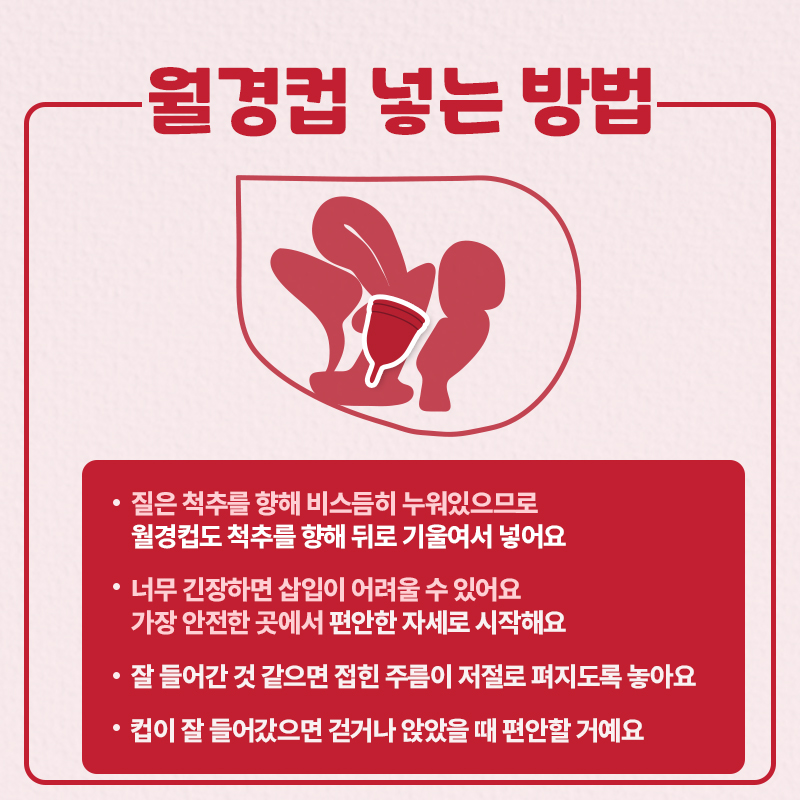 월경컵 넣는 방법
• 질은 척추를 향해 비스듬히 누워있으므로
월경컵도 척추를 향해 뒤로 기울여서 넣어요
• 너무 긴장하면 삽입이 어려울 수 있어요
가장 안전한 곳에서 편안한 자세로 시작해요
• 잘 들어간 것 같으면 접힌 주름이 저절로 펴지도록 놓아요
• 컵이 잘 들어갔으면 걷거나 앉았을 때 편안할 거예요